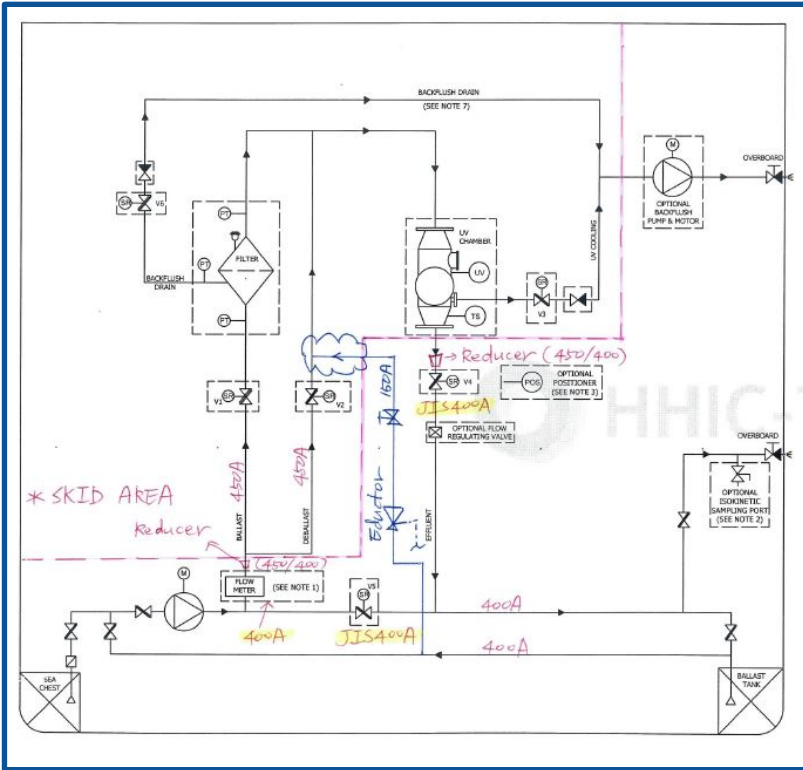 BACKFLUSH DRAIN
(SEE NOTE 7)
M
OVERBOARD
OPTIONAL
BACKFLUSH
PUMP & MOTOR
SR
V6
PT
FILTER
PT
BACKFLUSH
DRAIN
PT
UV
CHAMBER
UV
TS
SR
V3
UV COOLING
Reducer (450/400)
SR
V4
POS
OPTIONAL
POSITIONER
(SEE NOTE 3)
JIS400A
V1
SR
V2
SR
150A
OPTIONAL FLOW
REGULATING VALVE
HHIC-
OVERBOARD
OPTIONAL
ISOKINETIC
SAMPLING PORT
(SEE NOTE 2)
450A
450A
* SKID AREA
Reducer
BALLAST
DEBALLAST
Eductor
EFFLUENT
(450/400)
M
FLOW
METER
(SEE NOTE 1)
V5
SR
400A
JIS400A
400A
400A
SEA
CHEST
BALLAST
TANK